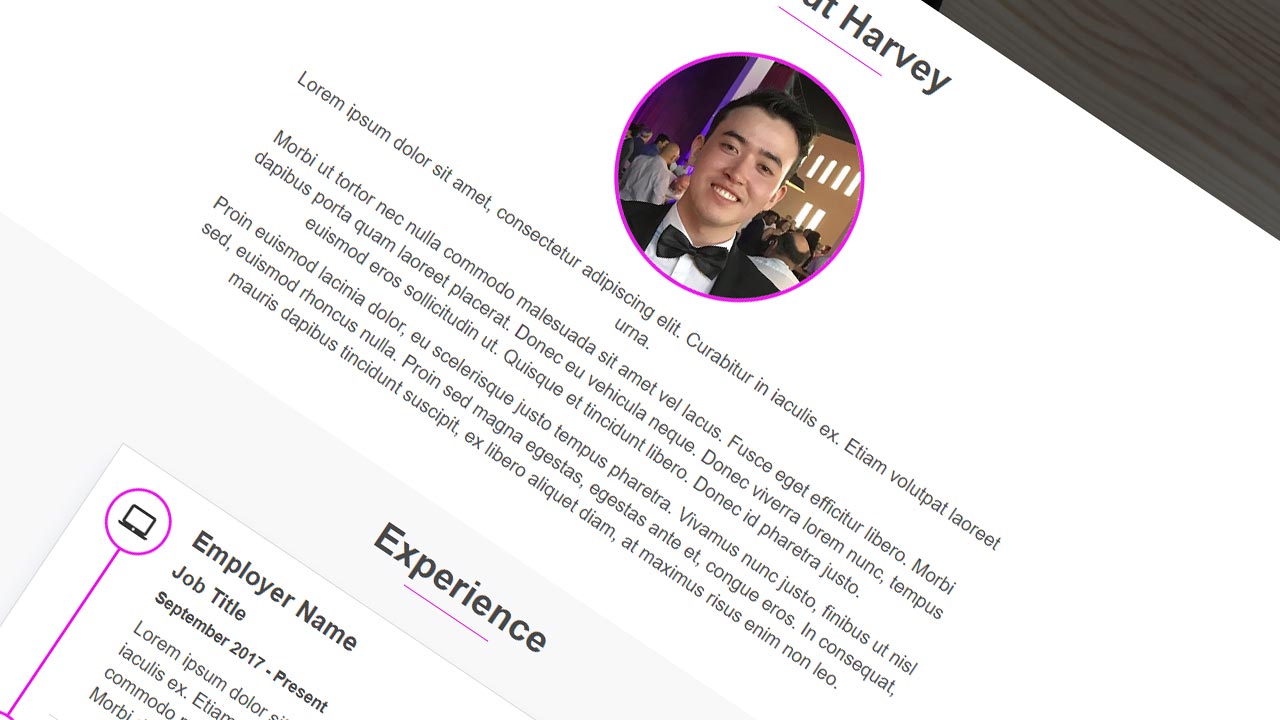 ut Harvey
Lorem ipsum dolor sit amet, consectetur adipiscing elit. Curabitur in iaculis ex. Etiam volutpat laoreet
urna.
Morbi ut tortor nec nulla commodo malesuada sit amet vel lacus. Fusce eget efficitur libero. Morbi
dapibus porta quam laoreet placerat. Donec eu vehicula neque. Donec viverra lorem nunc, tempus
euismod eros sollicitudin ut. Quisque et tincidunt libero. Donec id pharetra justo.
Proin euismod lacinia dolor, eu scelerisque justo tempus pharetra. Vivamus nunc justo, finibus ut nisl
sed, euismod rhoncus nulla. Proin sed magna egestas, egestas ante et, congue eros. In consequat,
mauris dapibus tincidunt suscipit, ex libero aliquet diam, at maximus risus enim non leo.
Experience
Employer Name
Job Title
September 2017 - Present
Lorem ipsum dolor si
iaculis ex. Etiam
commodo
Morbi